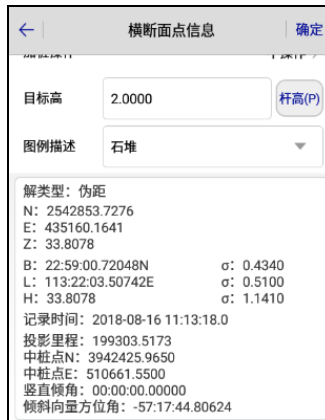 ← 横断面点信息 确定
目标高 2.0000 杆高(P)
图例描述 石堆
解类型：伪距
N：2542853.7276
E：435160.1641
Z：33.8078
B：22:59:00.72048N σ：0.4340
L：113:22:03.50742E σ：0.5100
H：33.8078 σ：1.1410
记录时间：2018-08-16 11:13:18.0
投影里程：199303.5173
中桩点N：3942425.9650
中桩点E：510661.5500
竖直倾角：00:00:00.00000
倾斜向量方位角：-57:17:44.80624